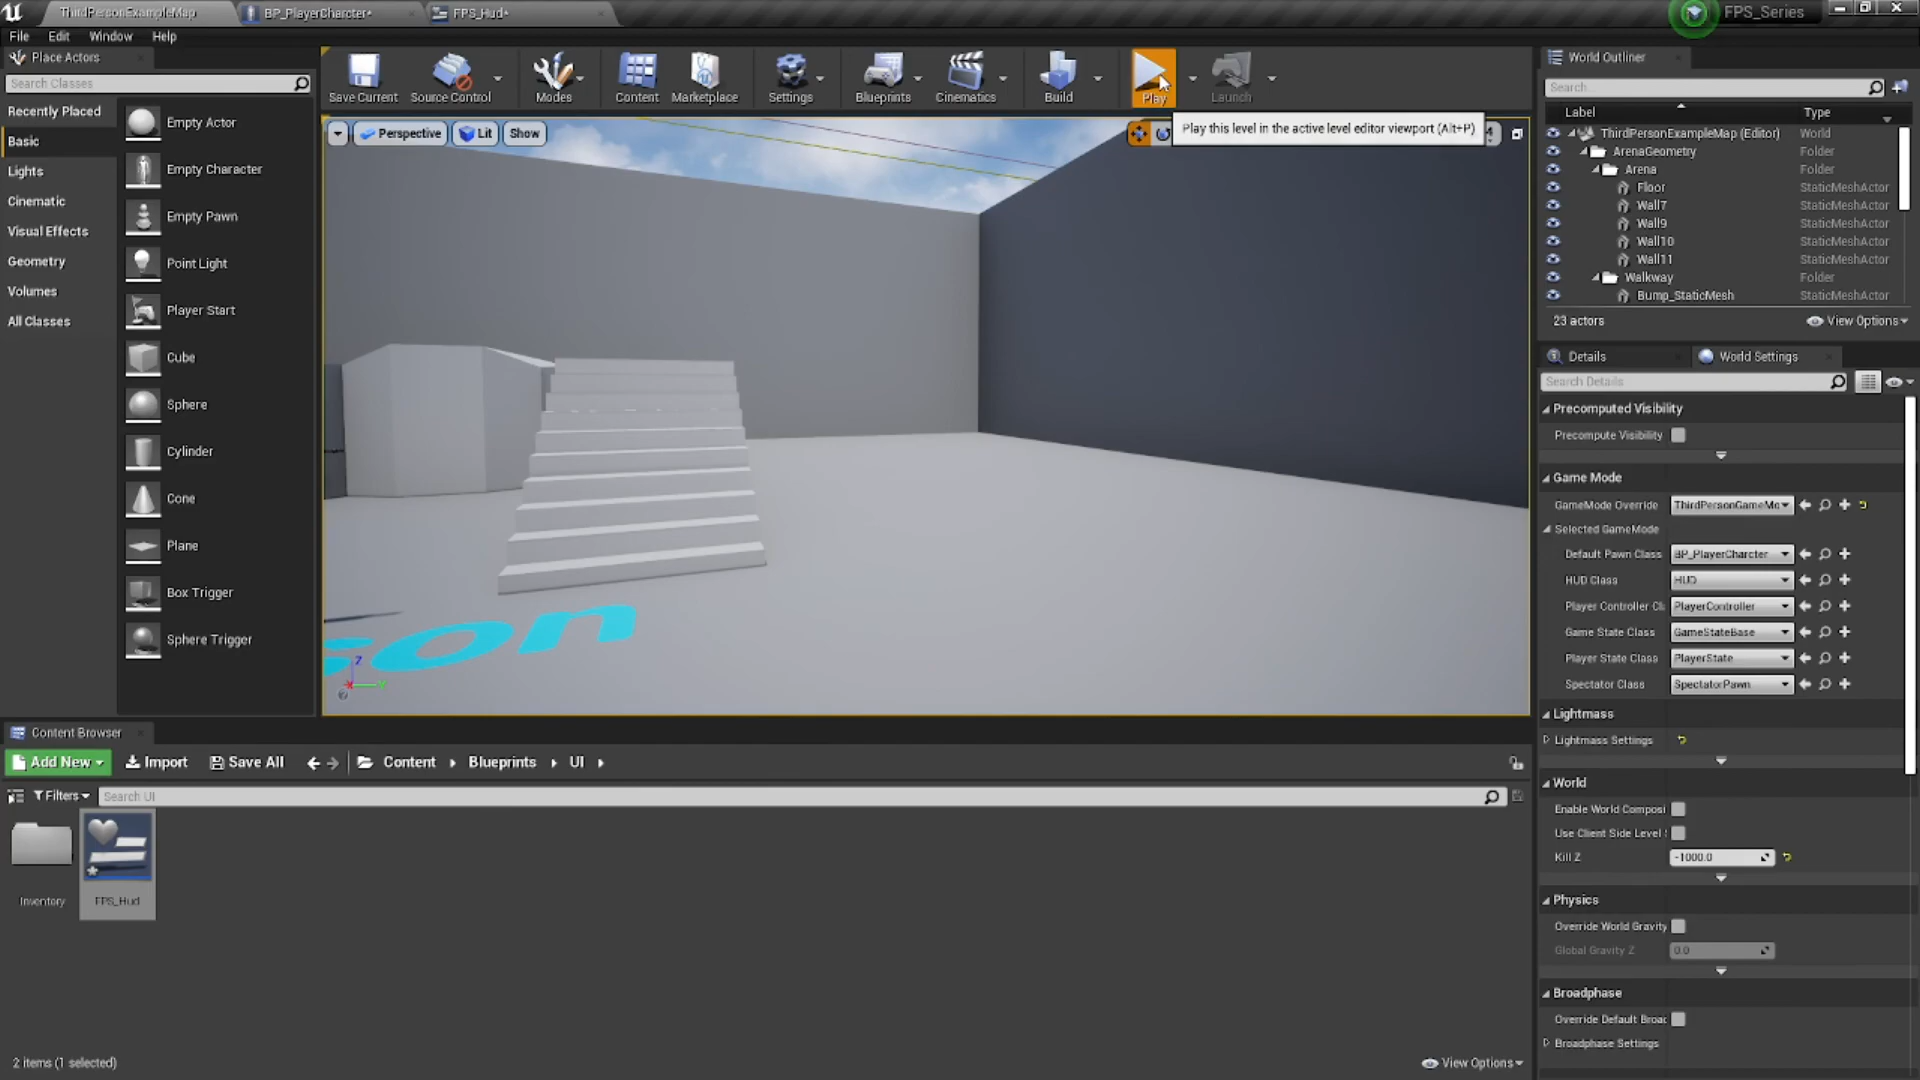 ThirdPersonExampleMap
BP_PlayerCharcter*
FPS_Hud*
FPS_Series
File Edit Window Help
Place Actors
Search Classes
Recently Placed
Basic
Lights
Cinematic
Visual Effects
Geometry
Volumes
All Classes
Empty Actor
Empty Character
Empty Pawn
Point Light
Player Start
Cube
Sphere
Cylinder
Cone
Plane
Box Trigger
Sphere Trigger
Save Current
Source Control
Modes
Content
Marketplace
Settings
Blueprints
Cinematics
Build
Play
Launch
Perspective
Lit
Show
Play this level in the active level editor viewport (Alt+P)
son
Z
World Outliner
Search...
Label Type
ThirdPersonExampleMap (Editor) World
ArenaGeometry Folder
Arena Folder
Floor StaticMeshActor
Wall7 StaticMeshActor
Wall9 StaticMeshActor
Wall10 StaticMeshActor
Wall11 StaticMeshActor
Walkway Folder
Bump_StaticMesh StaticMeshActor
23 actors
View Options
Details
World Settings
Search Details
Precomputed Visibility
Precompute Visibility
Game Mode
GameMode Override ThirdPersonGameMo
Selected GameMode
Default Pawn Class BP_PlayerCharcter
HUD Class HUD
Player Controller Cl PlayerController
Game State Class GameStateBase
Player State Class PlayerState
Spectator Class SpectatorPawn
Lightmass
Lightmass Settings
World
Enable World Composi
Use Client Side Level
Kill Z -1000.0
Physics
Override World Gravity
Global Gravity Z 0.0
Broadphase
Override Default Broac
Broadphase Settings
Content Browser
Add New
Import
Save All
Content
Blueprints
UI
Filters
Search UI
Inventory
FPS_Hud
2 items (1 selected)
View Options